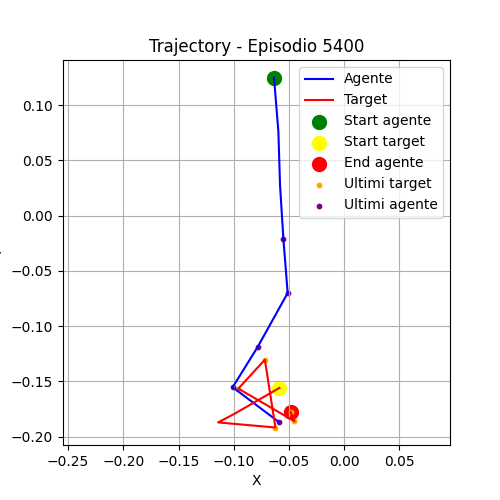 Trajectory - Episodio 5400
Agente
Target
Start agente
Start target
End agente
Ultimi target
Ultimi agente
0.10
0.05
0.00
−0.05
−0.10
−0.15
−0.20
−0.25 −0.20 −0.15 −0.10 −0.05 0.00 0.05
X